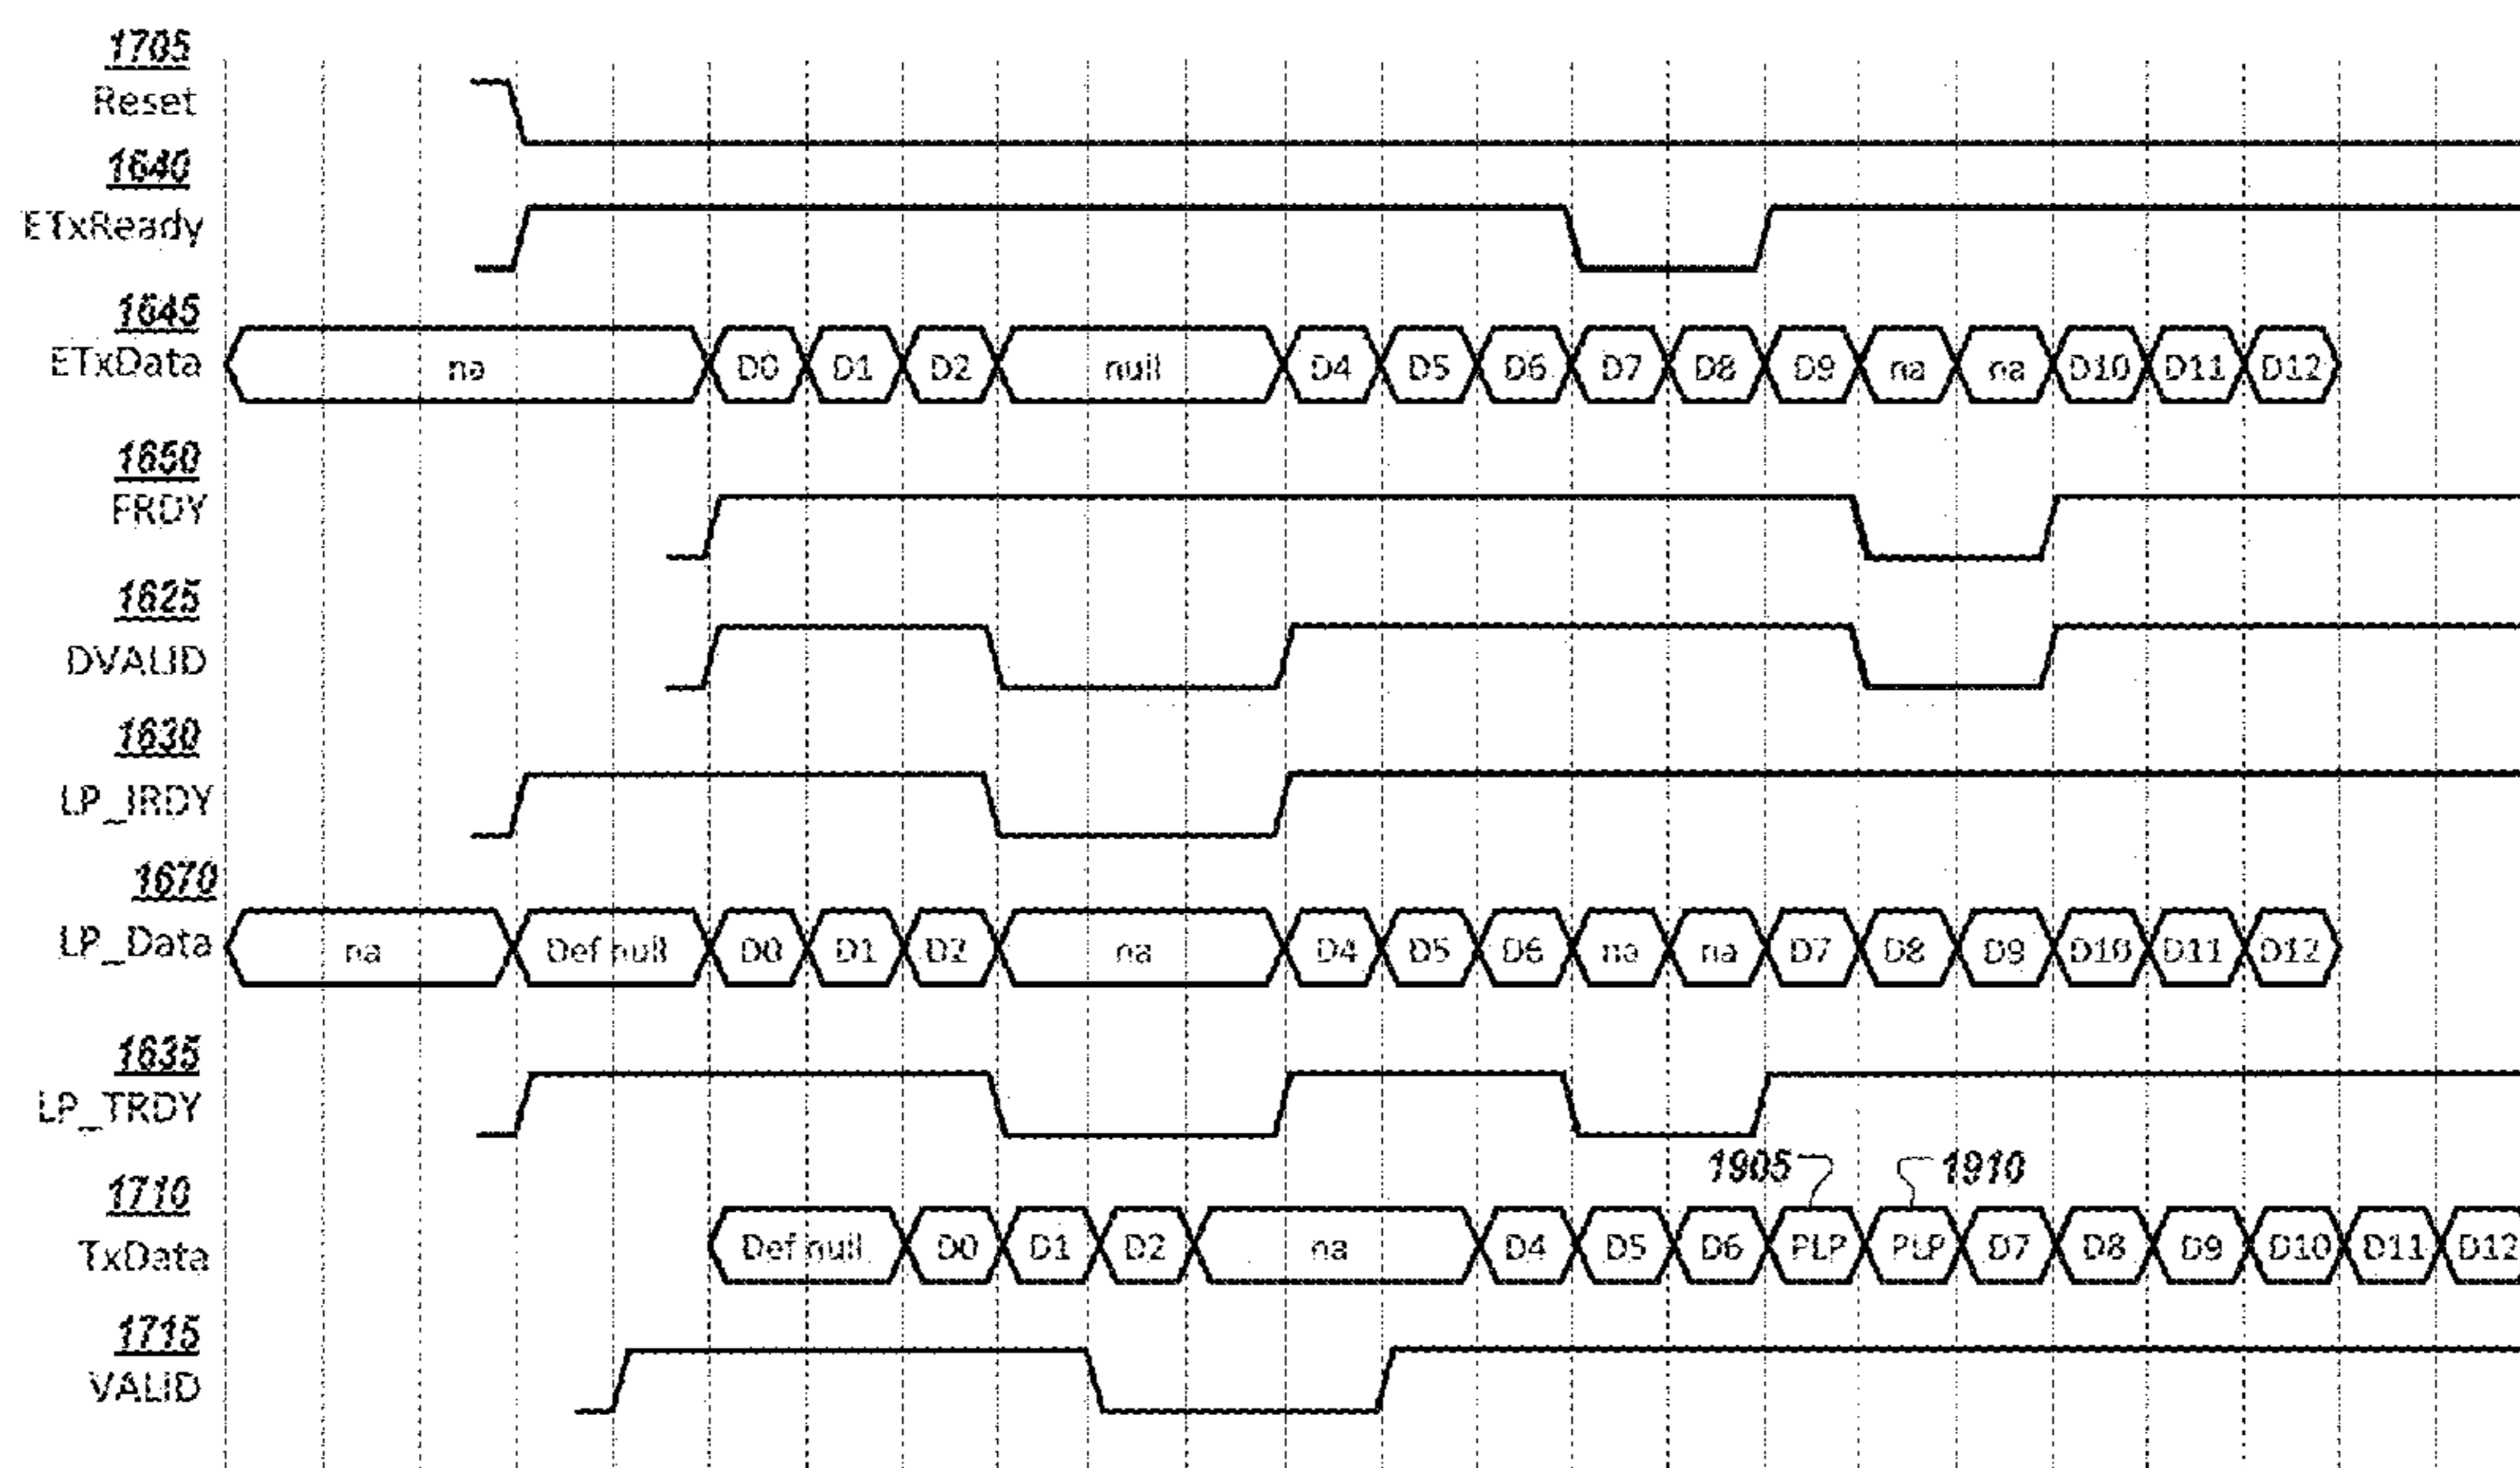 1705
Reset
1640
ETxReady
1645
ETxData
na D0 D1 D2 null D4 D5 D6 D7 D8 D9 na na D10 D11 D12
1650
FRDY
1625
DVALID
1630
LP_IRDY
1670
LP_Data
na Def null D0 D1 D2 na D4 D5 D6 na na D7 D8 D9 D10 D11 D12
1635
LP_TRDY
1905 1910
1710
TxData
Def null D0 D1 D2 na D4 D5 D6 PLP PLP D7 D8 D9 D10 D11 D12
1715
VALID